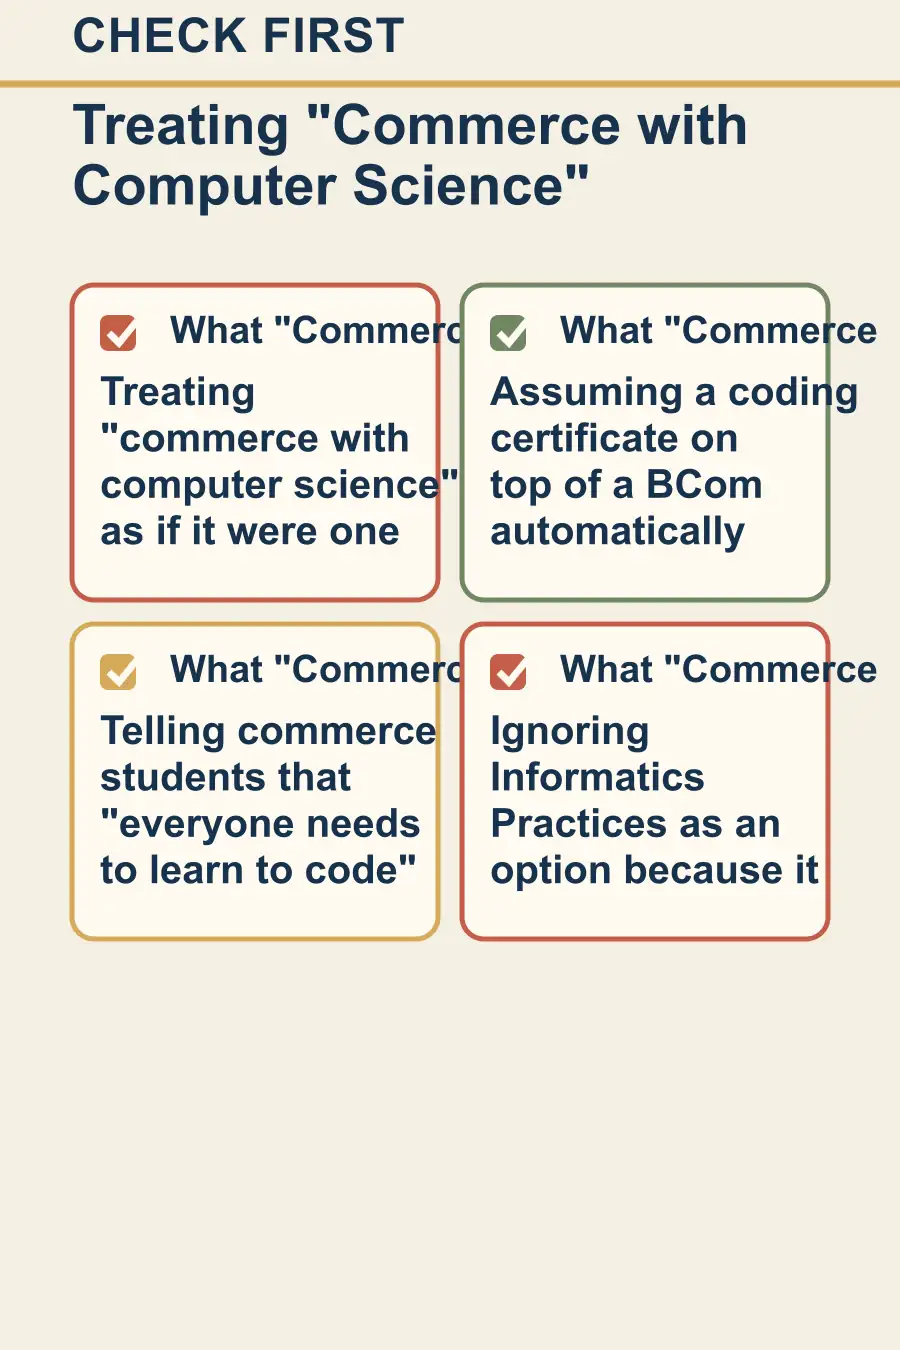 CHECK FIRST
Treating "Commerce with
Computer Science"
What "Commerc
Treating
"commerce with
computer science"
as if it were one
What "Commerce
Assuming a coding
certificate on
top of a BCom
automatically
What "Commerc
Telling commerce
students that
"everyone needs
to learn to code"
What "Commerce
Ignoring
Informatics
Practices as an
option because it